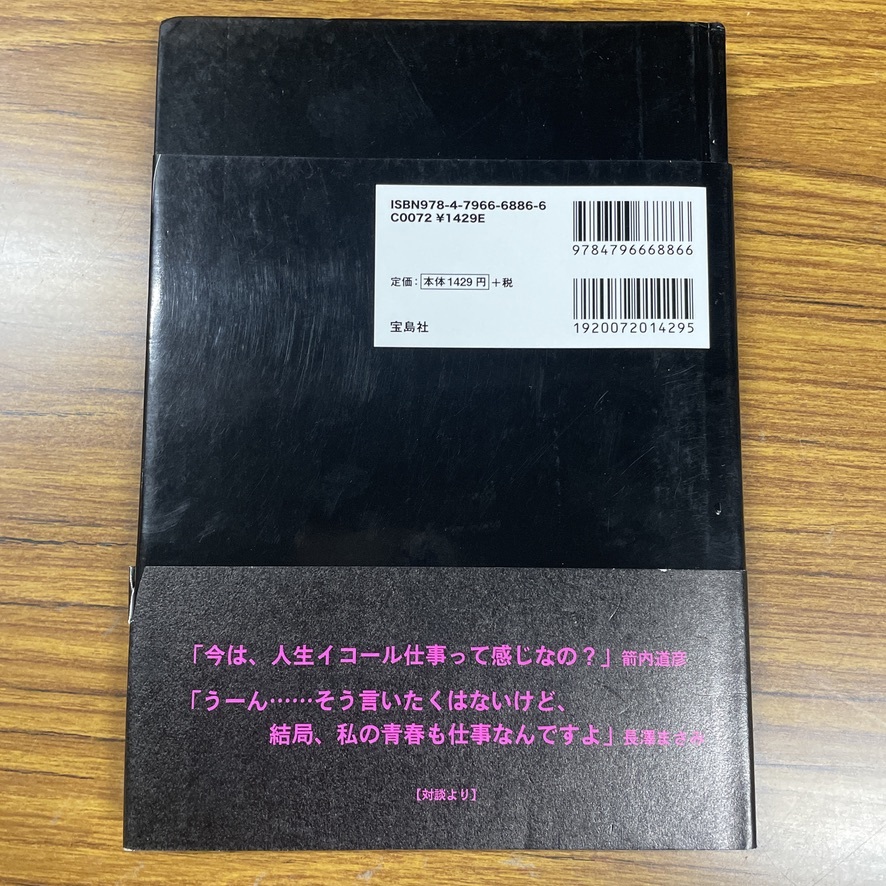 ISBN978-4-7966-6886-6
C0072 ¥1429E
9784796668866
定価：本体1429円＋税
宝島社
1920072014295
「今は、人生イコール仕事って感じなの？」箭内道彦
「うーん……そう言いたくはないけど、
結局、私の青春も仕事なんですよ」長澤まさみ
［対談より］